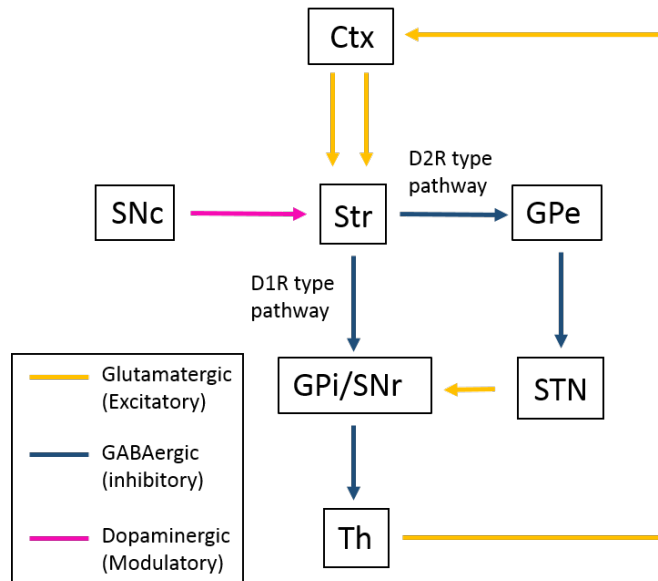 Ctx
D2R type
pathway
SNc
Str
GPe
D1R type
pathway
GPi/SNr
STN
Th
Glutamatergic
(Excitatory)
GABAergic
(inhibitory)
Dopaminergic
(Modulatory)